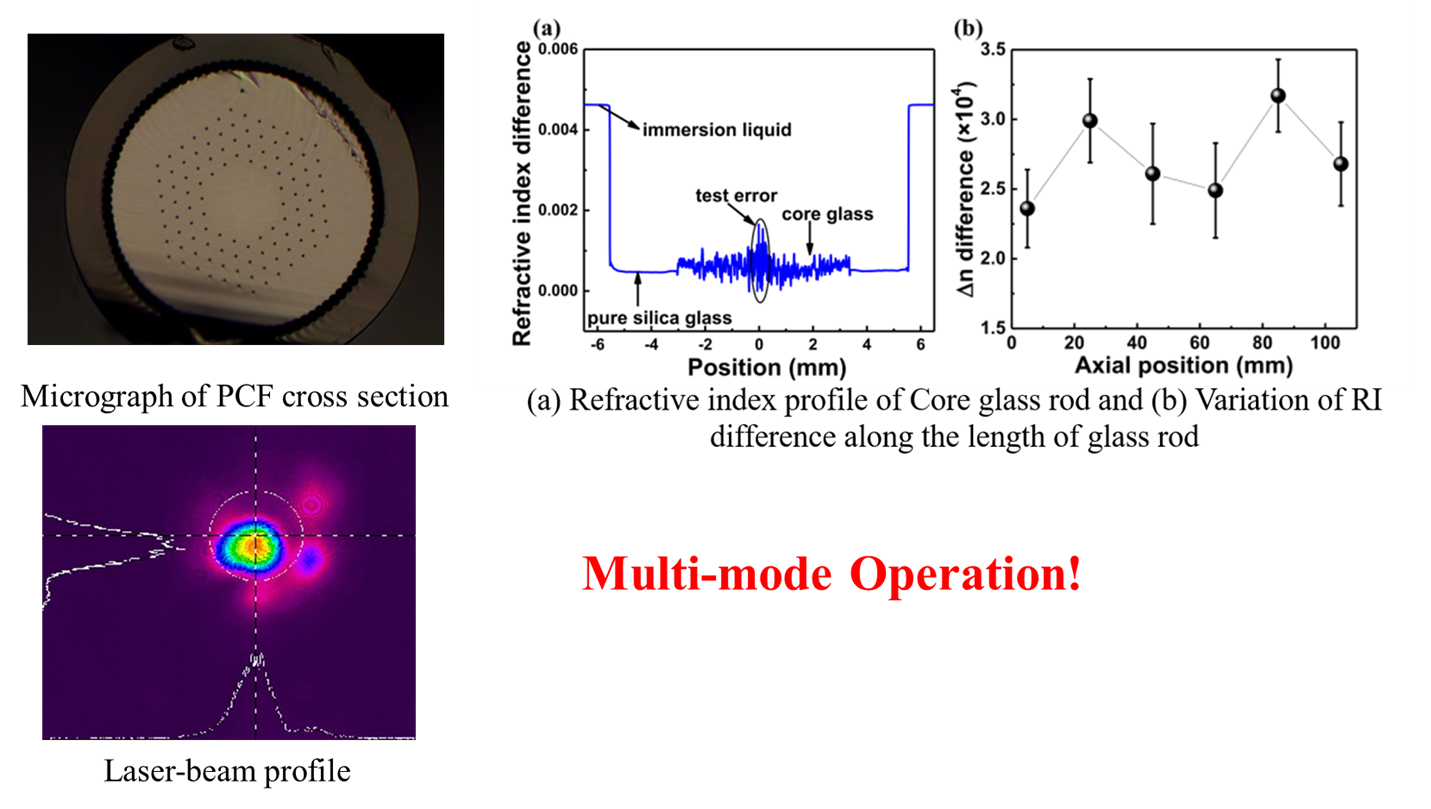 (a)
Refractive index difference
0.006
0.004
0.002
0.000
immersion liquid
test error
core glass
pure silica glass
-6 -4 -2 0 2 4 6
Position (mm)
(b)
Δn difference (×10⁴)
3.5
3.0
2.5
2.0
1.5
0 20 40 60 80 100
Axial position (mm)
Micrograph of PCF cross section
(a) Refractive index profile of Core glass rod and (b) Variation of RI
difference along the length of glass rod
Multi-mode Operation!
Laser-beam profile